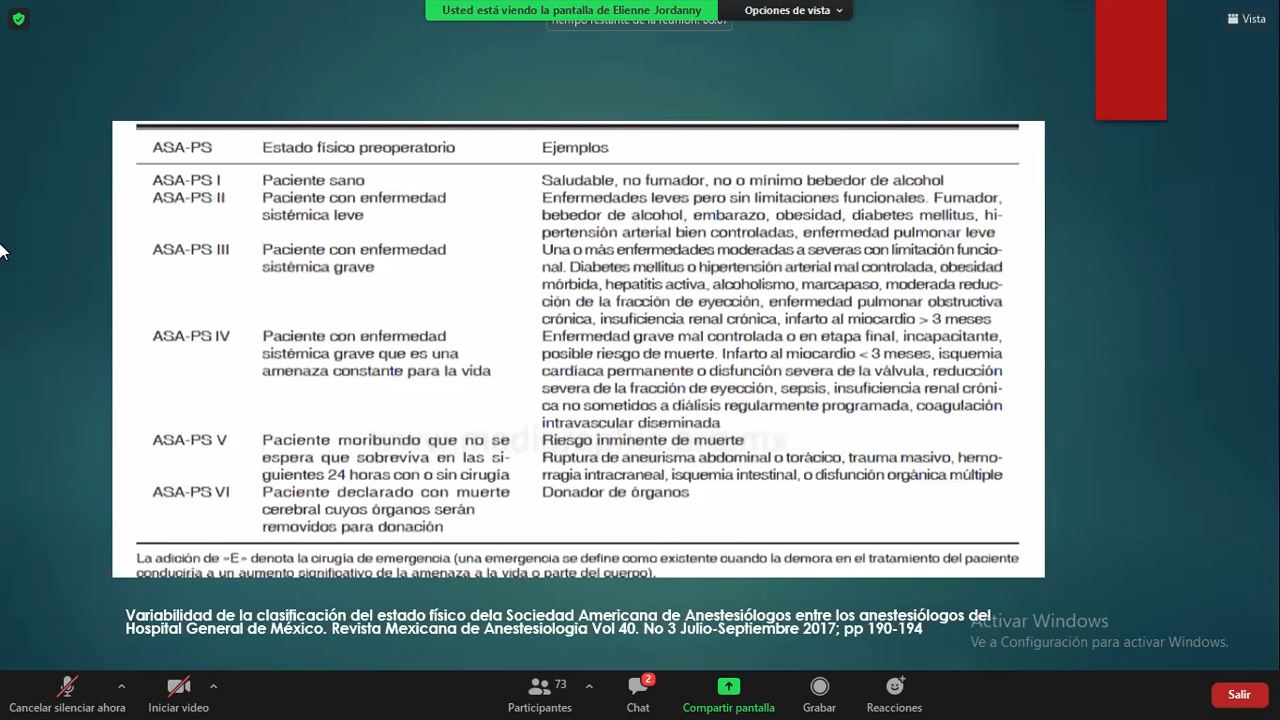 Usted está viendo la pantalla de Elienne Jordanny
Opciones de vista
Tiempo restante de la reunión: 08:07
Vista
ASA-PS Estado físico preoperatorio Ejemplos
ASA-PS I Paciente sano Saludable, no fumador, no o mínimo bebedor de alcohol
ASA-PS II Paciente con enfermedad Enfermedades leves pero sin limitaciones funcionales. Fumador,
sistémica leve bebedor de alcohol, embarazo, obesidad, diabetes mellitus, hi-
pertensión arterial bien controladas, enfermedad pulmonar leve
ASA-PS III Paciente con enfermedad Una o más enfermedades moderadas a severas con limitación funcio-
sistémica grave nal. Diabetes mellitus o hipertensión arterial mal controlada, obesidad
mórbida, hepatitis activa, alcoholismo, marcapaso, moderada reduc-
ción de la fracción de eyección, enfermedad pulmonar obstructiva
crónica, insuficiencia renal crónica, infarto al miocardio > 3 meses
ASA-PS IV Paciente con enfermedad Enfermedad grave mal controlada o en etapa final, incapacitante,
sistémica grave que es una posible riesgo de muerte. Infarto al miocardio < 3 meses, isquemia
amenaza constante para la vida cardíaca permanente o disfunción severa de la válvula, reducción
severa de la fracción de eyección, sepsis, insuficiencia renal cróni-
ca no sometidos a diálisis regularmente programada, coagulación
intravascular diseminada
ASA-PS V Paciente moribundo que no se Riesgo inminente de muerte
espera que sobreviva en las si- Ruptura de aneurisma abdominal o torácico, trauma masivo, hemo-
guientes 24 horas con o sin cirugía rragia intracraneal, isquemia intestinal, o disfunción orgánica múltiple
ASA-PS VI Paciente declarado con muerte Donador de órganos
cerebral cuyos órganos serán
removidos para donación
La adición de «E» denota la cirugía de emergencia (una emergencia se define como existente cuando la demora en el tratamiento del paciente
conduciría a un aumento significativo de la amenaza a la vida o parte del cuerpo).
Variabilidad de la clasificación del estado físico dela Sociedad Americana de Anestesiólogos entre los anestesiólogos del
Hospital General de México. Revista Mexicana de Anestesiologia Vol 40. No 3 Julio-Septiembre 2017; pp 190-194
Activar Windows
Ve a Configuración para activar Windows.
Cancelar silenciar ahora
Iniciar video
73
Participantes
2
Chat
Compartir pantalla
Grabar
Reacciones
Salir